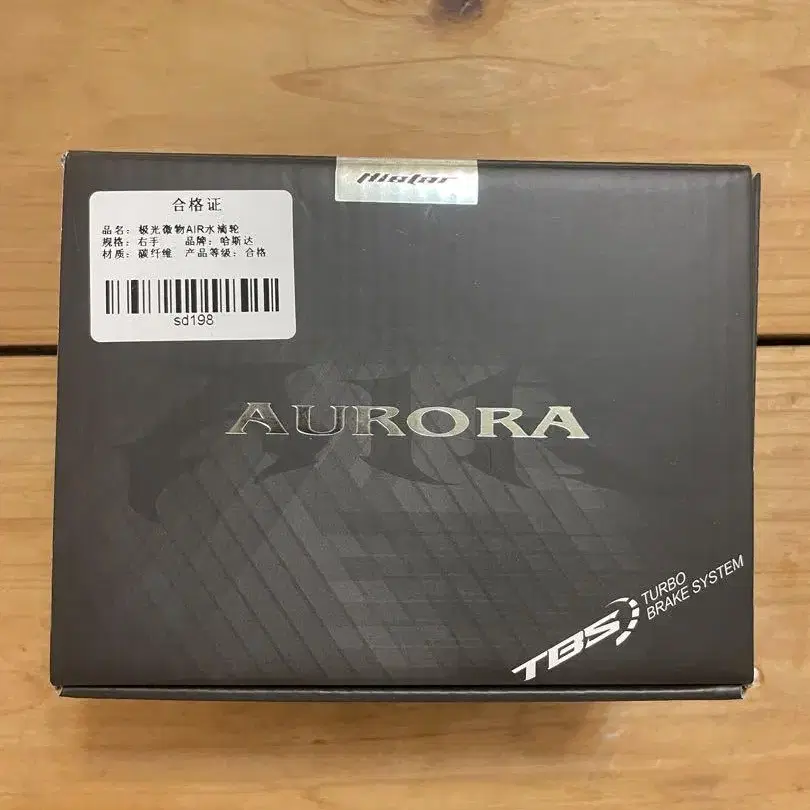 Histar
合格证
品名: 极光微物AIR水滴轮
规格: 右手 品牌: 哈斯达
材质: 碳纤维 产品等级: 合格
sd198
AURORA
TBS TURBO
BRAKE SYSTEM